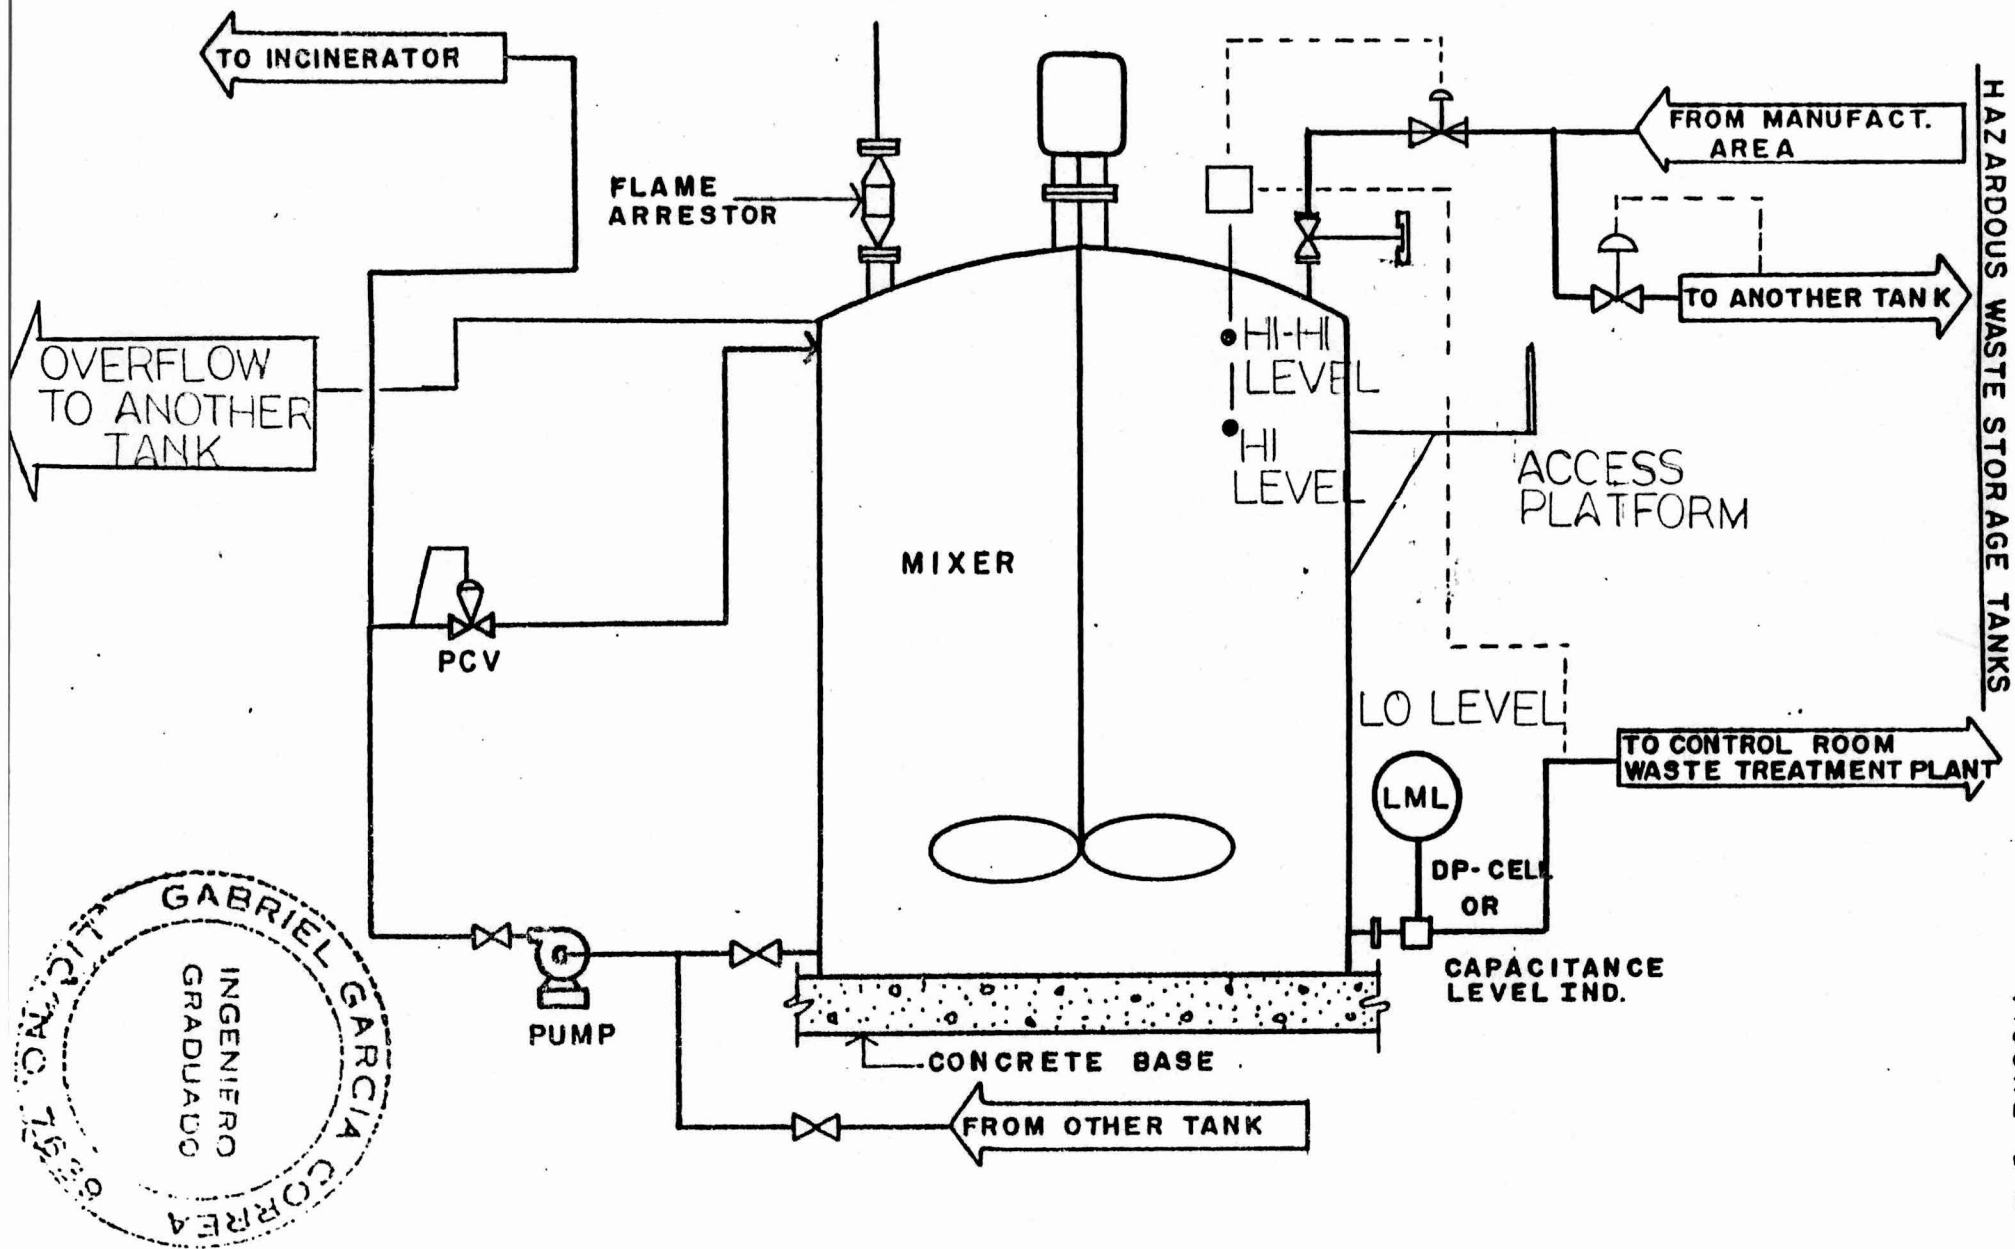 TO INCINERATOR
FLAME
ARRESTOR
FROM MANUFACT.
AREA
TO ANOTHER TANK
HAZARDOUS WASTE STORAGE TANKS
OVERFLOW
TO ANOTHER
TANK
HI-HI
LEVEL
HI
LEVEL
ACCESS
PLATFORM
MIXER
PCV
LO LEVEL
TO CONTROL ROOM
WASTE TREATMENT PLANT
LML
DP-CELL
OR
CAPACITANCE
LEVEL IND.
PUMP
CONCRETE BASE
FROM OTHER TANK
GABRIEL GARCIA CORREA
INGENIERO
GRADUADO